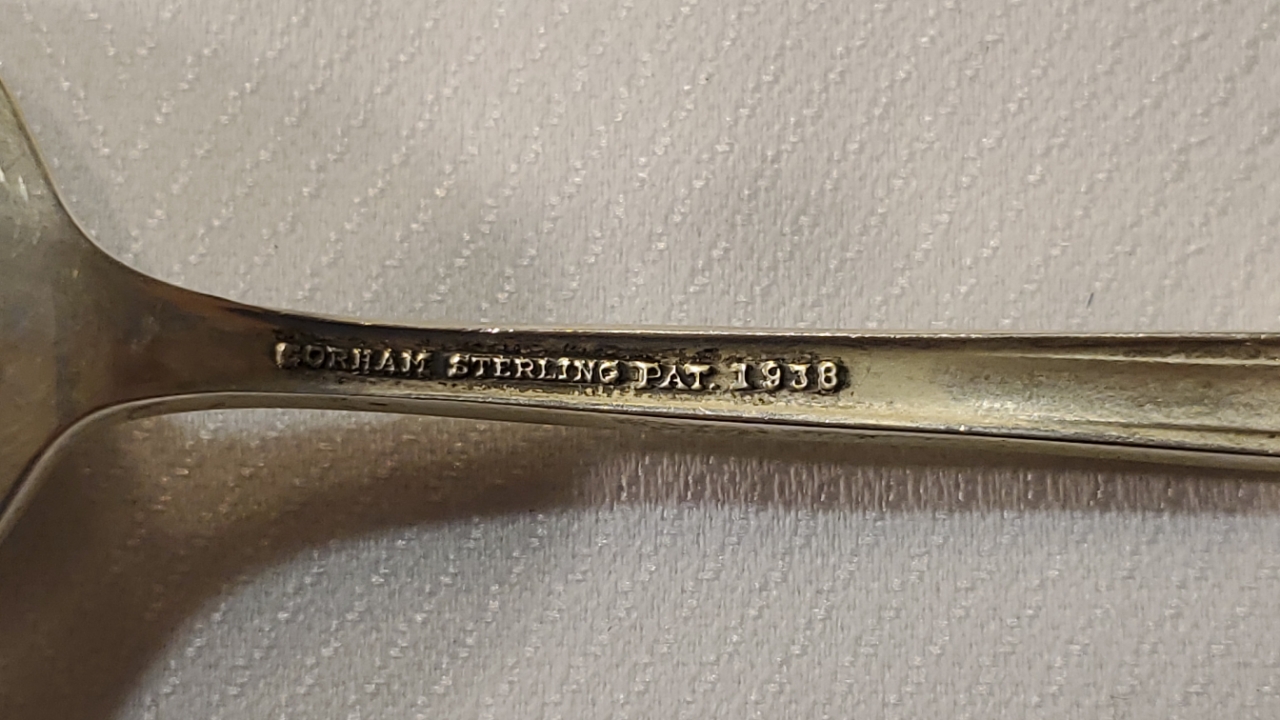 GORHAM STERLING PAT. 1938